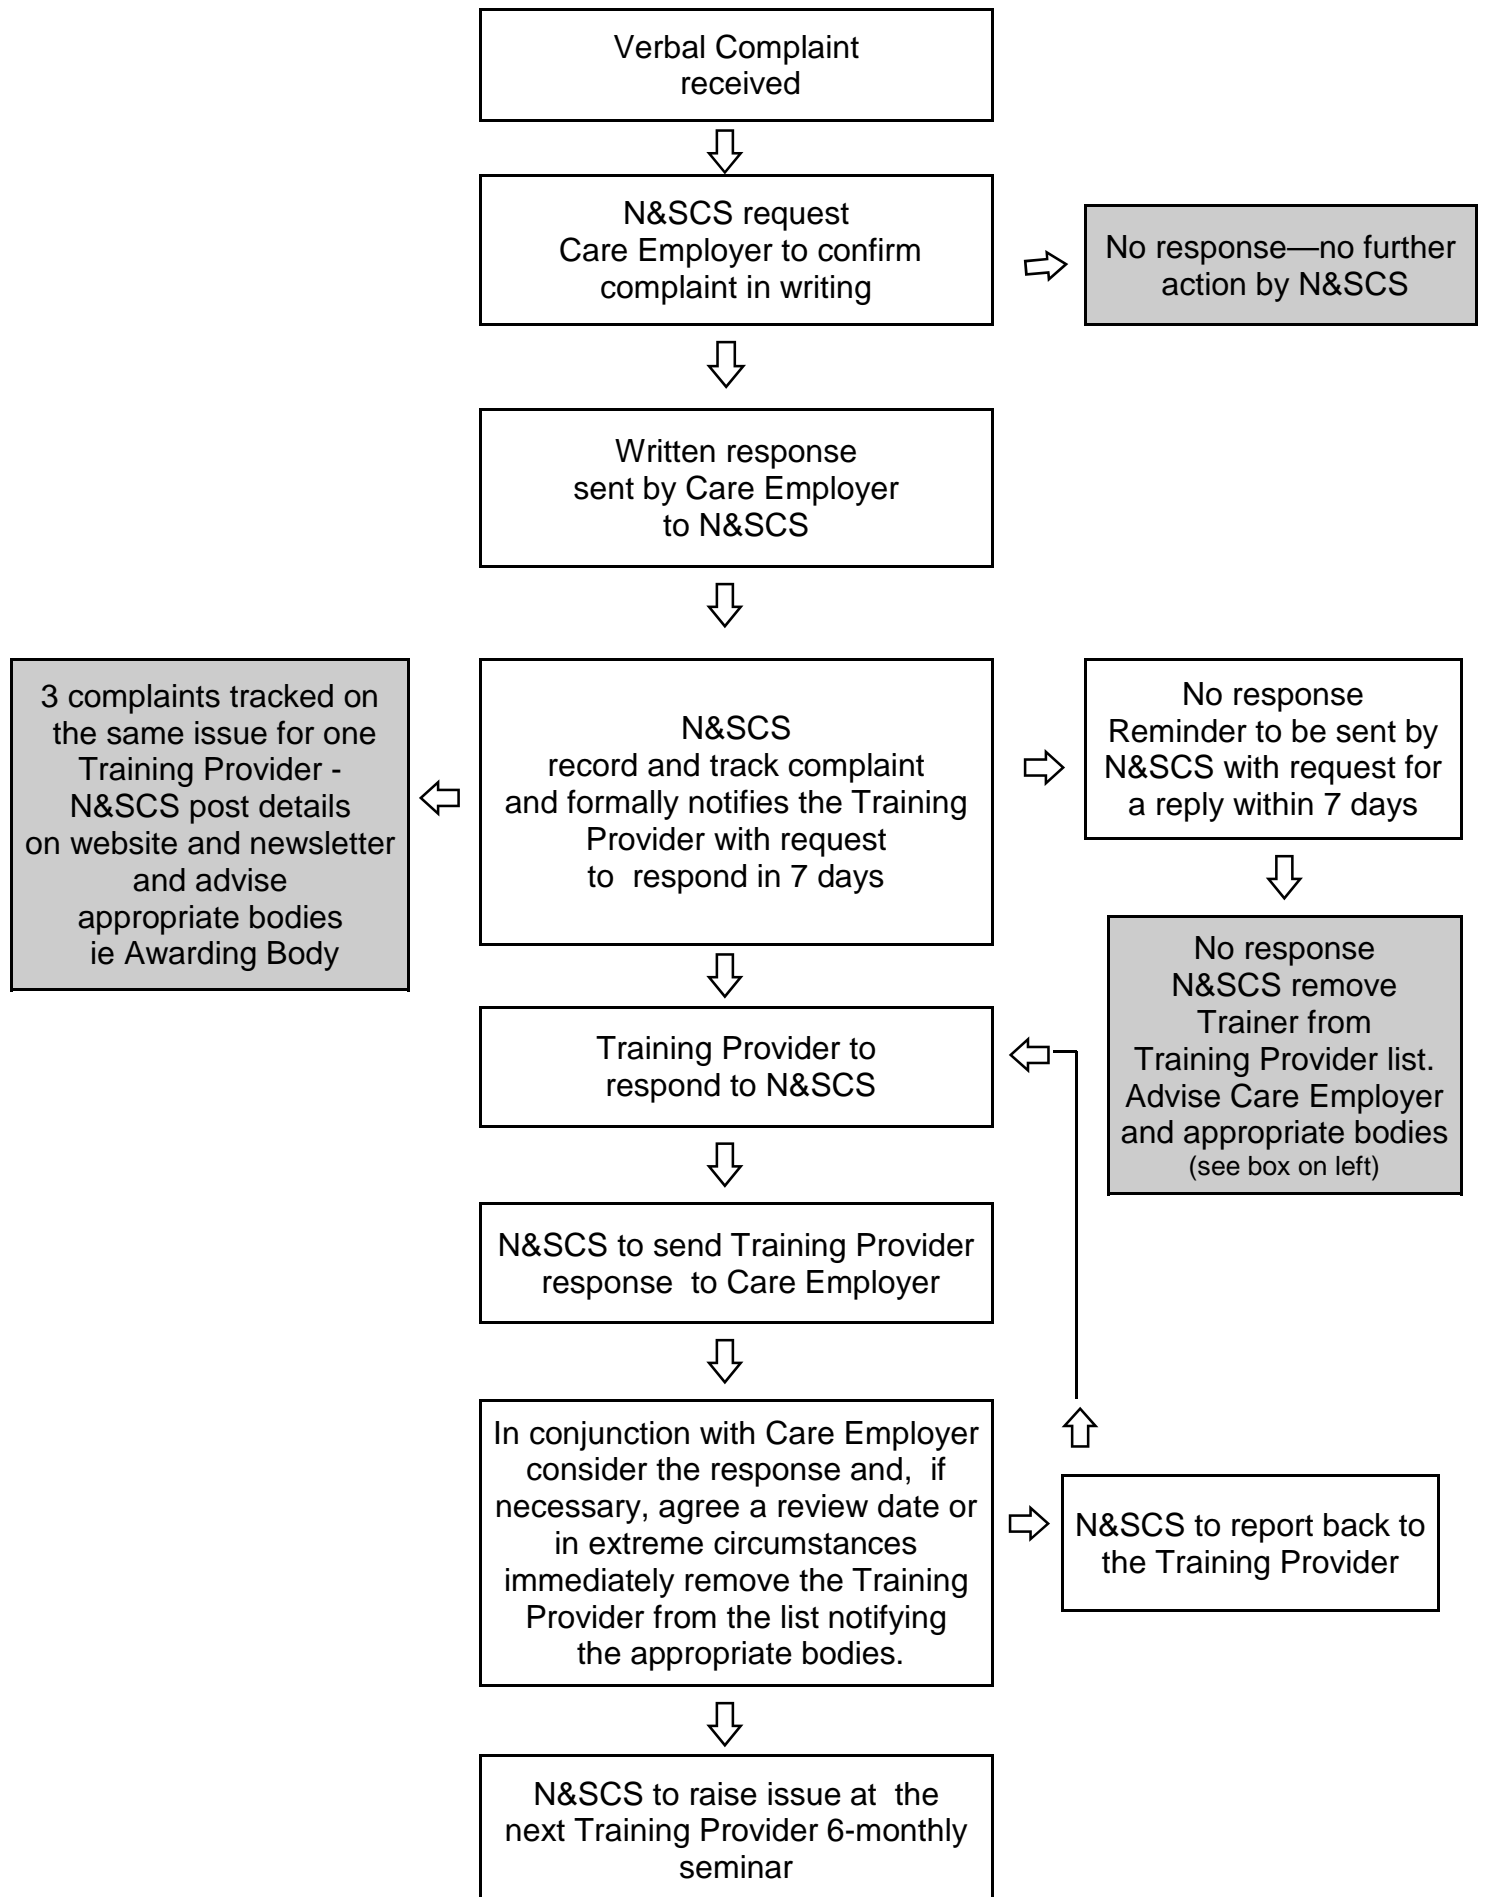 Verbal Complaint
received
N&SCS request
Care Employer to confirm
complaint in writing
No response—no further
action by N&SCS
Written response
sent by Care Employer
to N&SCS
3 complaints tracked on
the same issue for one
Training Provider -
N&SCS post details
on website and newsletter
and advise
appropriate bodies
ie Awarding Body
N&SCS
record and track complaint
and formally notifies the Training
Provider with request
to respond in 7 days
No response
Reminder to be sent by
N&SCS with request for
a reply within 7 days
No response
N&SCS remove
Trainer from
Training Provider list.
Advise Care Employer
and appropriate bodies
(see box on left)
Training Provider to
respond to N&SCS
N&SCS to send Training Provider
response to Care Employer
In conjunction with Care Employer
consider the response and, if
necessary, agree a review date or
in extreme circumstances
immediately remove the Training
Provider from the list notifying
the appropriate bodies.
N&SCS to report back to
the Training Provider
N&SCS to raise issue at the
next Training Provider 6-monthly
seminar